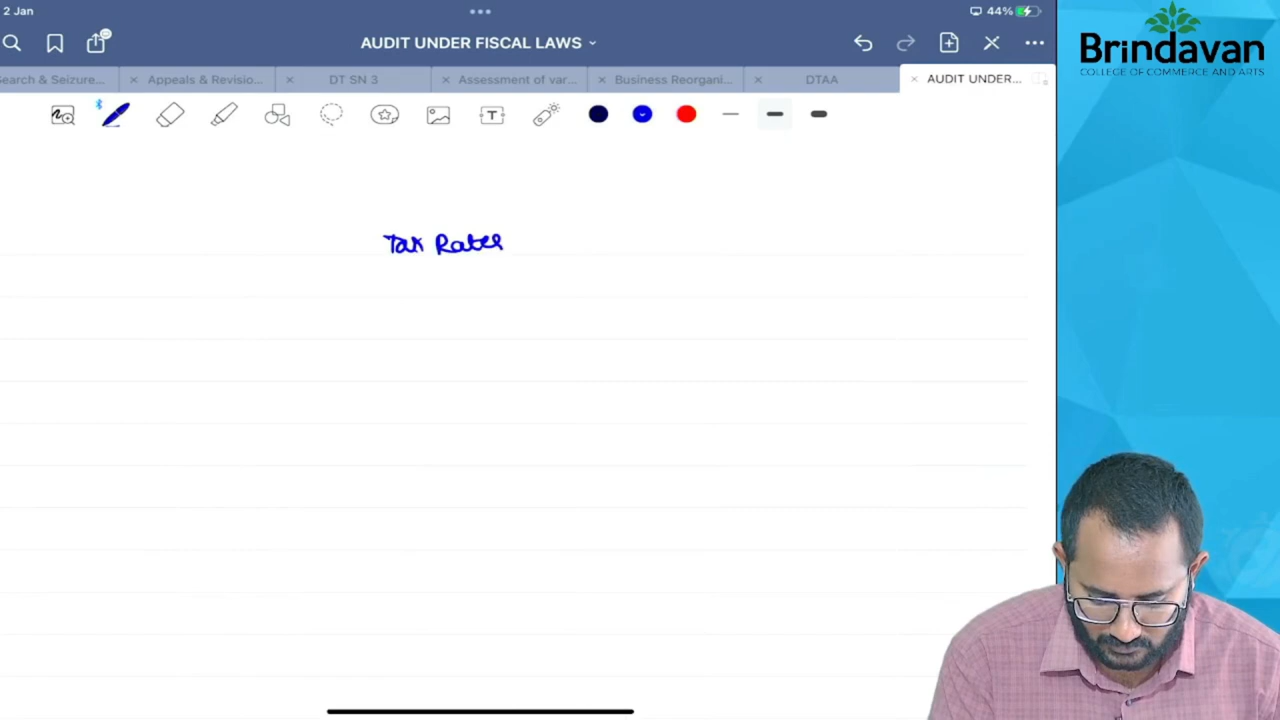 2 Jan
44%
AUDIT UNDER FISCAL LAWS
earch & Seizure...
Appeals & Revisio...
DT SN 3
Assessment of var...
Business Reorgani...
DTAA
AUDIT UNDER...
T
Tax Rates
Brindavan
COLLEGE OF COMMERCE AND ARTS